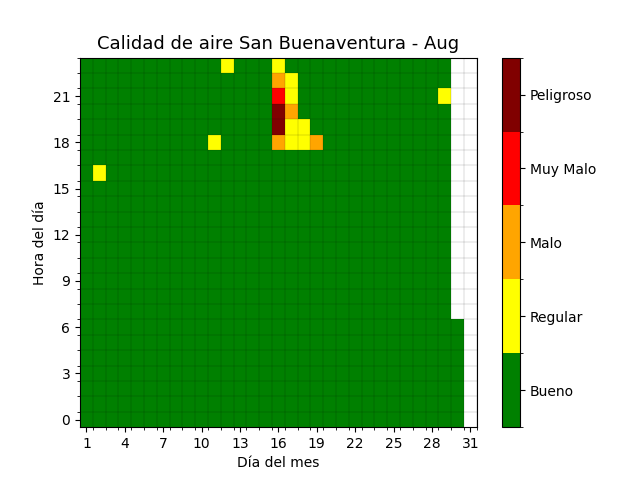 Calidad de aire San Buenaventura - Aug
Hora del día
21
18
15
12
9
6
3
0
1 4 7 10 13 16 19 22 25 28 31
Día del mes
Peligroso
Muy Malo
Malo
Regular
Bueno